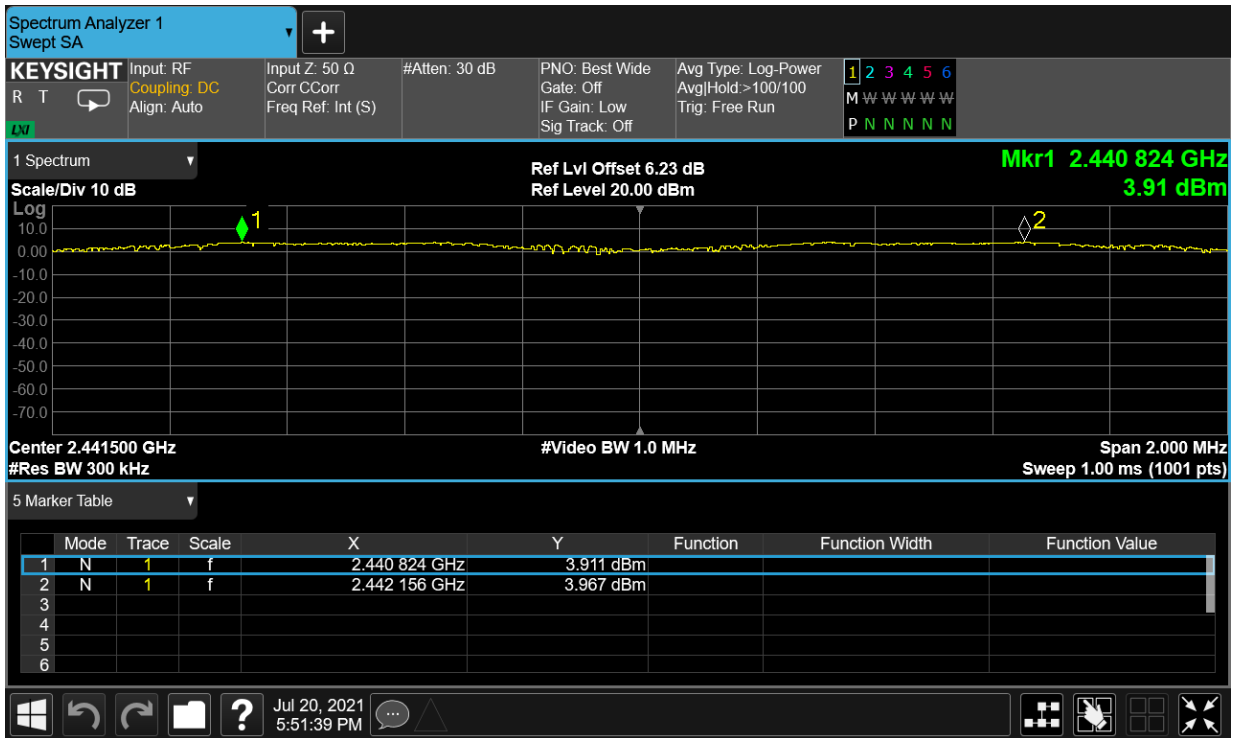 Spectrum Analyzer 1
Swept SA
KEYSIGHT
R T
LXI
Input: RF
Coupling: DC
Align: Auto
Input Z: 50 Ω
Corr CCorr
Freq Ref: Int (S)
#Atten: 30 dB
PNO: Best Wide
Gate: Off
IF Gain: Low
Sig Track: Off
Avg Type: Log-Power
Avg|Hold:>100/100
Trig: Free Run
1 2 3 4 5 6
M W W W W W
P N N N N N
1 Spectrum
Scale/Div 10 dB
Ref Lvl Offset 6.23 dB
Ref Level 20.00 dBm
Mkr1 2.440 824 GHz
3.91 dBm
Log
10.0
0.00
-10.0
-20.0
-30.0
-40.0
-50.0
-60.0
-70.0
1
2
Center 2.441500 GHz
#Video BW 1.0 MHz
Span 2.000 MHz
#Res BW 300 kHz
Sweep 1.00 ms (1001 pts)
5 Marker Table
Mode Trace Scale X Y Function Function Width Function Value
1 N 1 f 2.440 824 GHz 3.911 dBm
2 N 1 f 2.442 156 GHz 3.967 dBm
3
4
5
6
?
Jul 20, 2021
5:51:39 PM